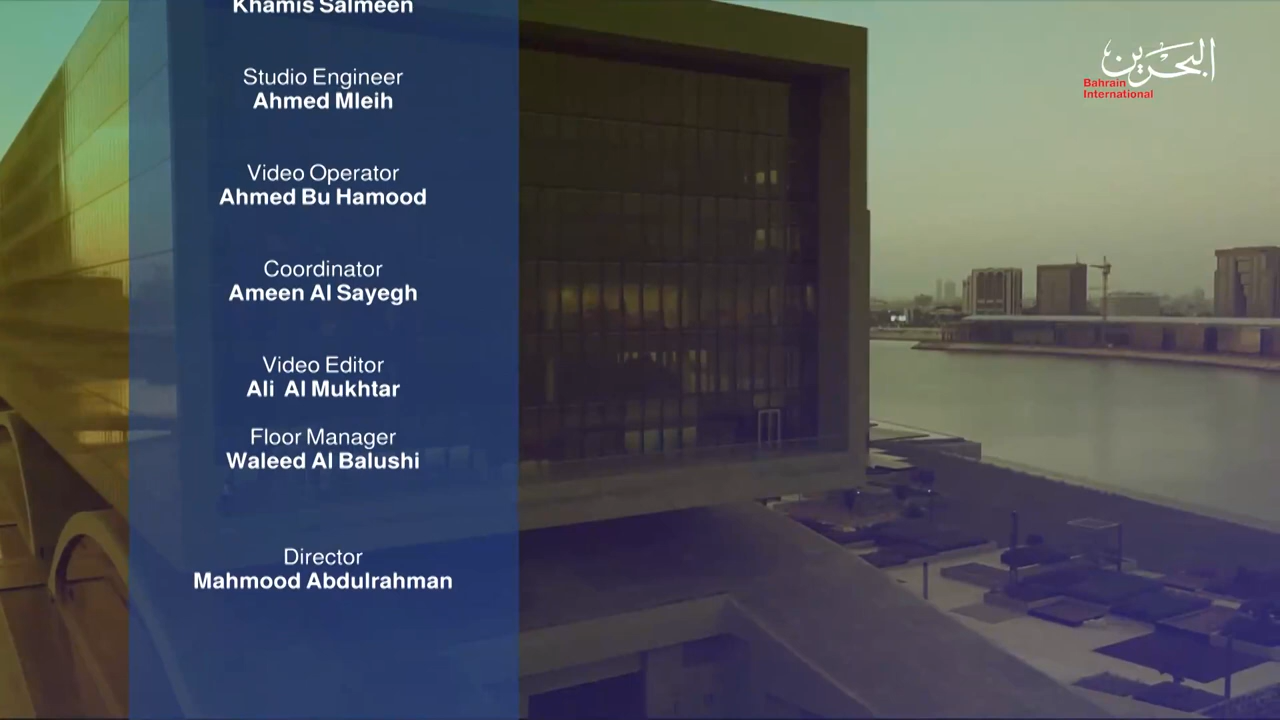 Khamis Salmeen
Studio Engineer
Ahmed Mleih
Video Operator
Ahmed Bu Hamood
Coordinator
Ameen Al Sayegh
Video Editor
Ali  Al Mukhtar
Floor Manager
Waleed Al Balushi
Director
Mahmood Abdulrahman
البحرين
Bahrain
International